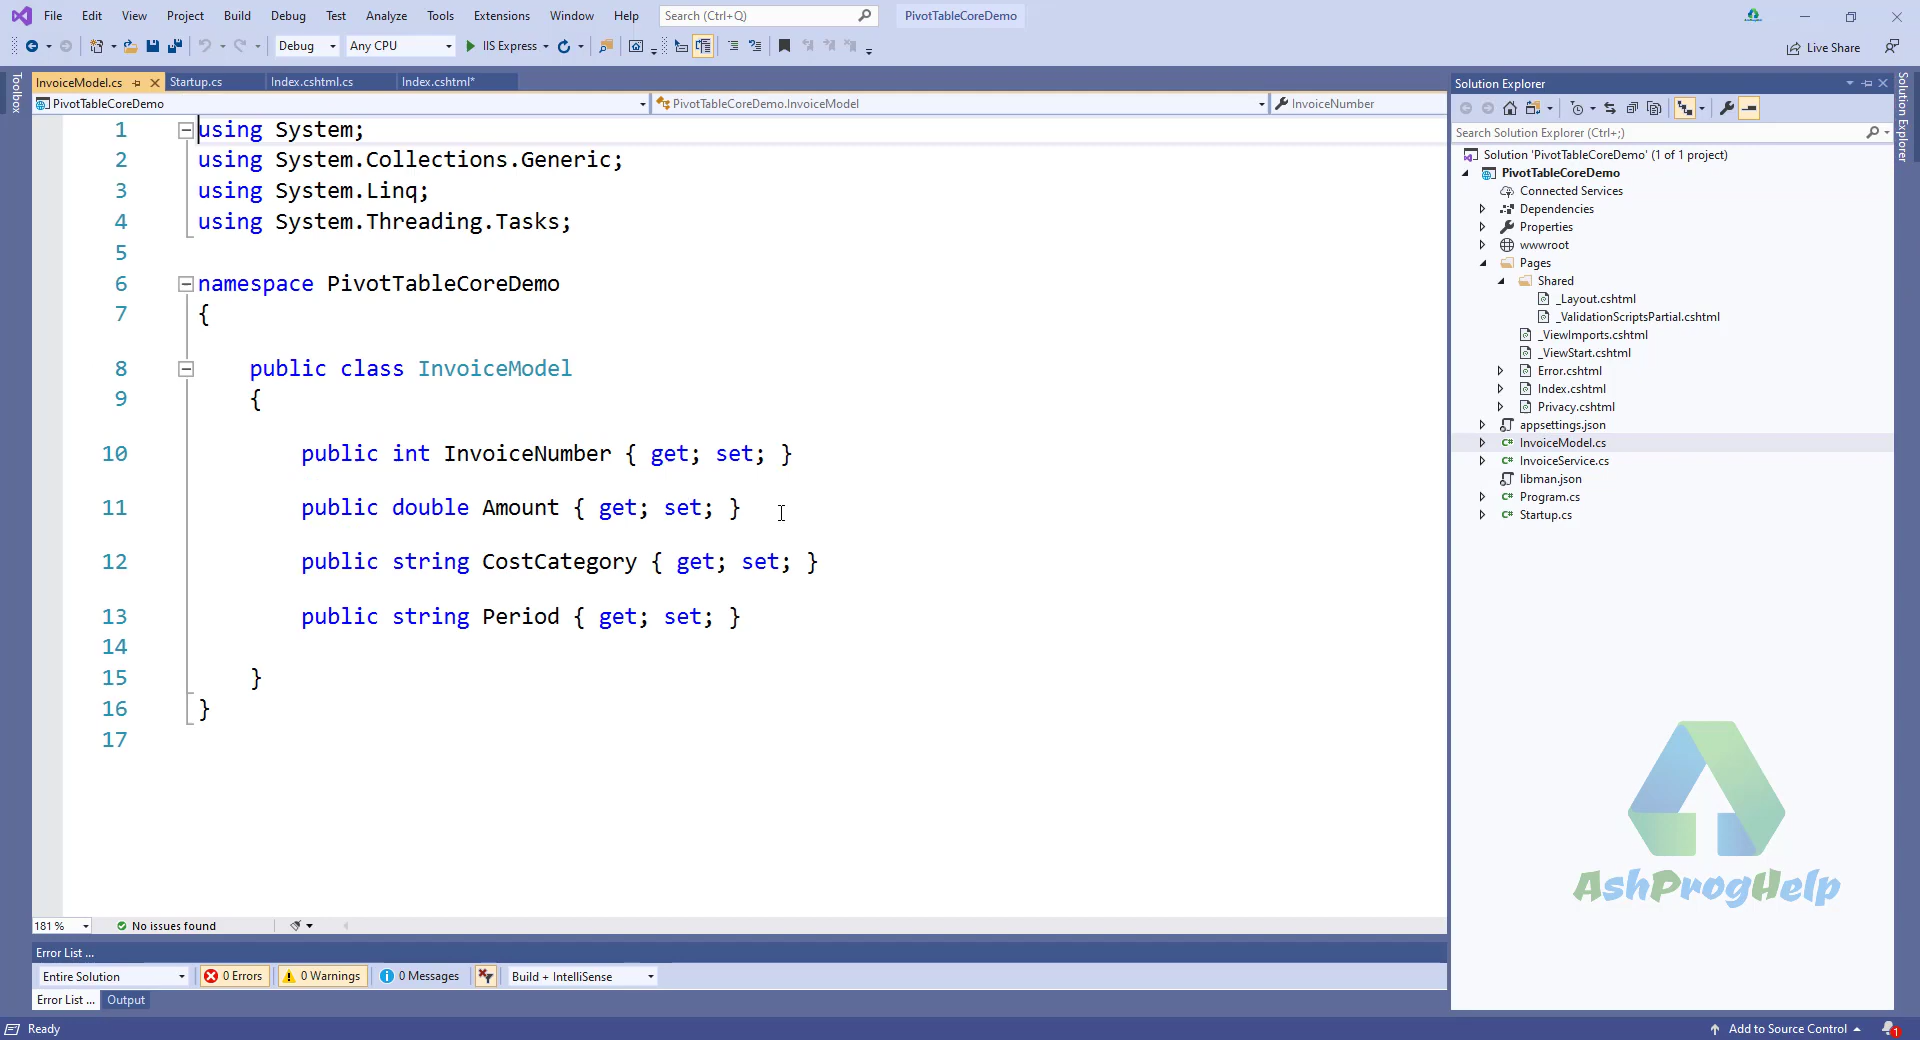 File Edit View Project Build Debug Test Analyze Tools Extensions Window Help Search (Ctrl+Q) PivotTableCoreDemo
Debug Any CPU IIS Express Live Share
Toolbox
InvoiceModel.cs Startup.cs Index.cshtml.cs Index.cshtml*
PivotTableCoreDemo PivotTableCoreDemo.InvoiceModel InvoiceNumber
1 using System;
2 using System.Collections.Generic;
3 using System.Linq;
4 using System.Threading.Tasks;
5
6 namespace PivotTableCoreDemo
7 {
8 public class InvoiceModel
9 {
10 public int InvoiceNumber { get; set; }
11 public double Amount { get; set; }
12 public string CostCategory { get; set; }
13 public string Period { get; set; }
14
15 }
16 }
17
181 % No issues found
Error List ...
Entire Solution 0 Errors 0 Warnings 0 Messages Build + IntelliSense
Error List ... Output
Solution Explorer
Search Solution Explorer (Ctrl+;)
Solution 'PivotTableCoreDemo' (1 of 1 project)
PivotTableCoreDemo
Connected Services
Dependencies
Properties
wwwroot
Pages
Shared
_Layout.cshtml
_ValidationScriptsPartial.cshtml
_ViewImports.cshtml
_ViewStart.cshtml
Error.cshtml
Index.cshtml
Privacy.cshtml
appsettings.json
C# InvoiceModel.cs
C# InvoiceService.cs
libman.json
C# Program.cs
C# Startup.cs
AshProgHelp
Solution Explorer
Ready Add to Source Control 1